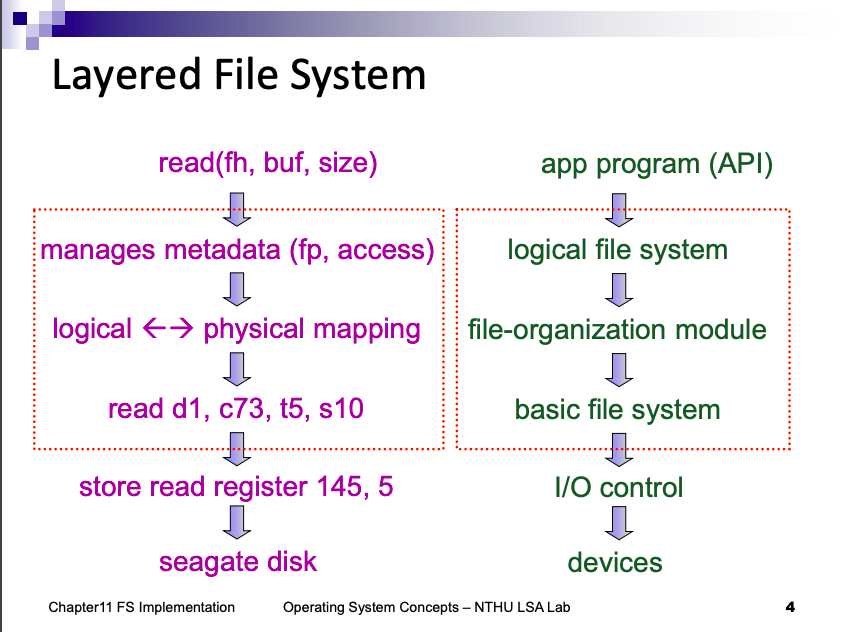 Layered File System
read(fh, buf, size)
app program (API)
manages metadata (fp, access)
logical file system
logical ←→ physical mapping
file-organization module
read d1, c73, t5, s10
basic file system
store read register 145, 5
I/O control
seagate disk
devices
Chapter11 FS Implementation
Operating System Concepts – NTHU LSA Lab
4